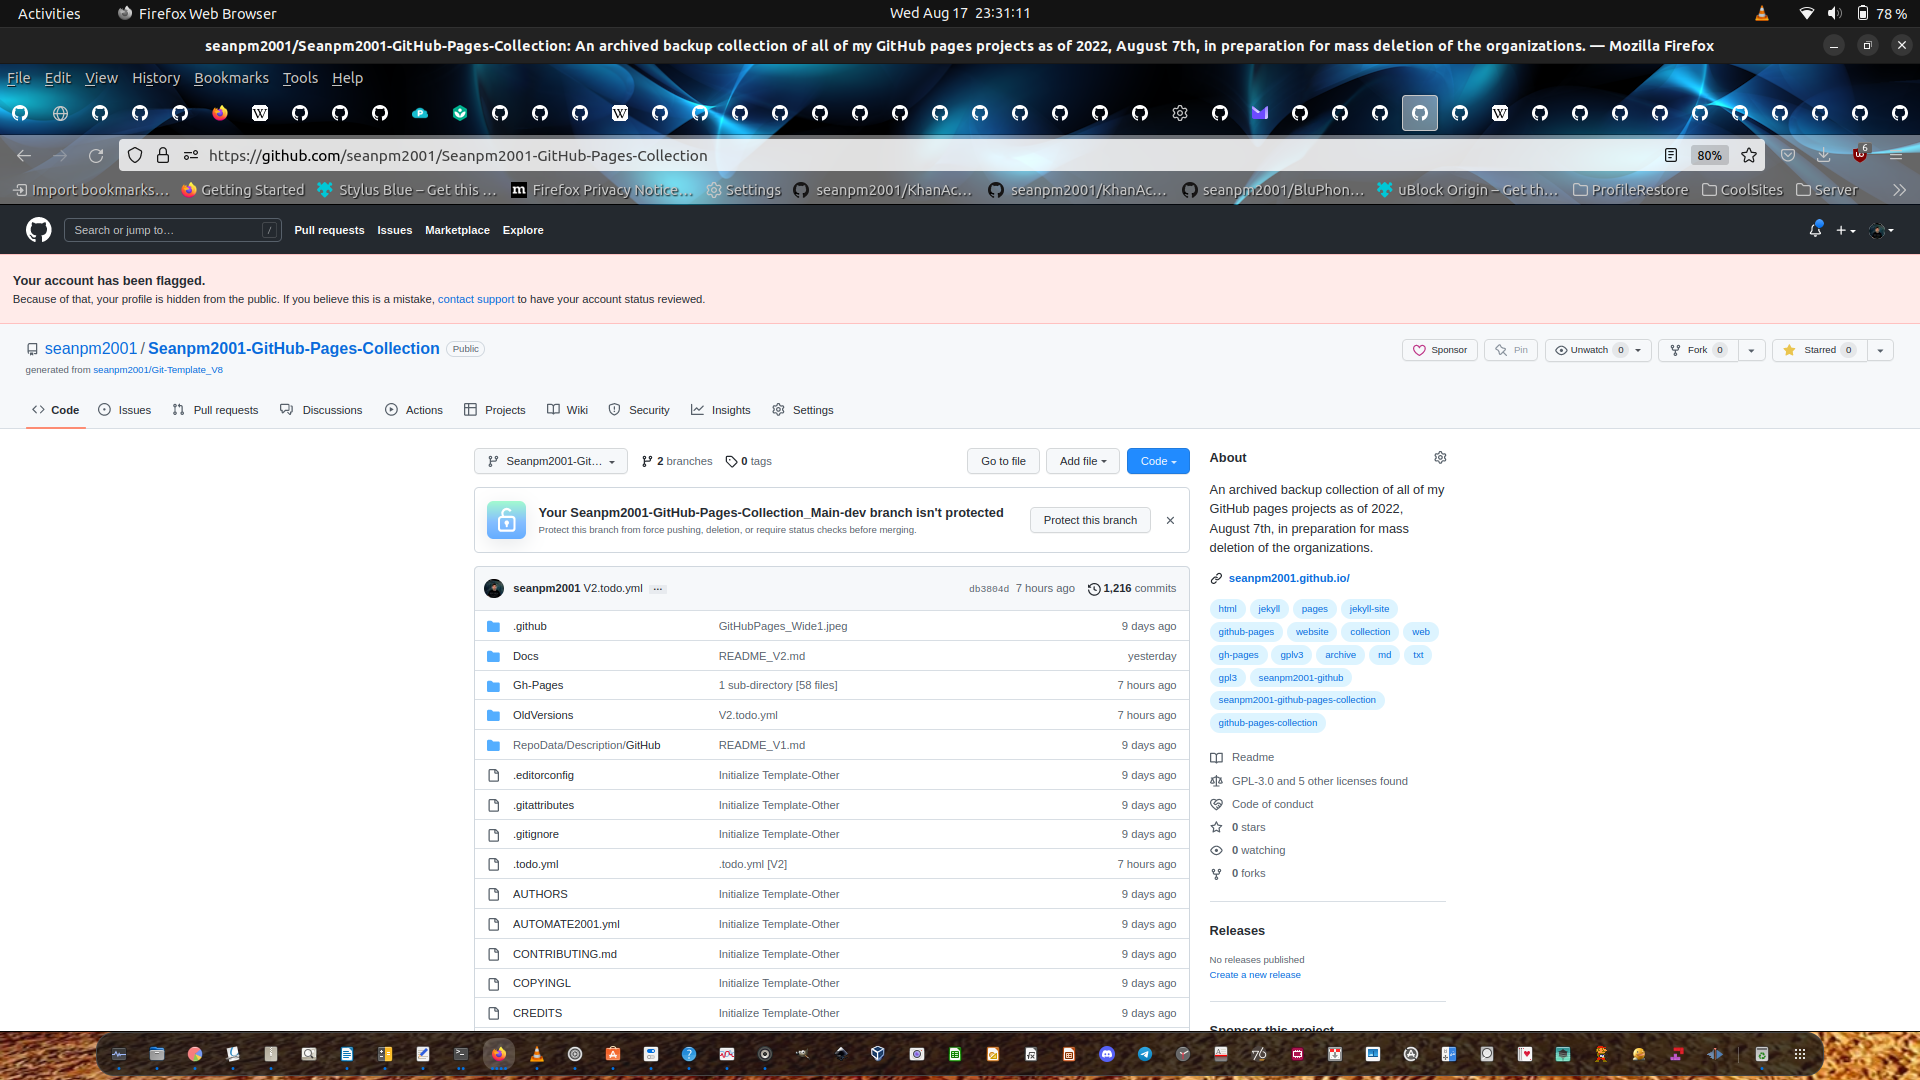 Activities
Firefox Web Browser
Wed Aug 17 23:31:11
78 %
seanpm2001/Seanpm2001-GitHub-Pages-Collection: An archived backup collection of all of my GitHub pages projects as of 2022, August 7th, in preparation for mass deletion of the organizations. — Mozilla Firefox
File Edit View History Bookmarks Tools Help
https://github.com/seanpm2001/Seanpm2001-GitHub-Pages-Collection
80%
6
Import bookmarks… Getting Started Stylus Blue – Get this … Firefox Privacy Notice… Settings seanpm2001/KhanAc… seanpm2001/KhanAc… seanpm2001/BluPhon… uBlock Origin – Get th… ProfileRestore CoolSites Server
Search or jump to… /
Pull requests Issues Marketplace Explore
Your account has been flagged.
Because of that, your profile is hidden from the public. If you believe this is a mistake, contact support to have your account status reviewed.
seanpm2001 / Seanpm2001-GitHub-Pages-Collection Public
Sponsor Pin Unwatch 0 Fork 0 Starred 0
generated from seanpm2001/Git-Template_V8
Code Issues Pull requests Discussions Actions Projects Wiki Security Insights Settings
Seanpm2001-Git… 2 branches 0 tags
Go to file Add file Code
Your Seanpm2001-GitHub-Pages-Collection_Main-dev branch isn't protected
Protect this branch from force pushing, deletion, or require status checks before merging.
Protect this branch
seanpm2001 V2.todo.yml … db3804d 7 hours ago 1,216 commits
.github GitHubPages_Wide1.jpeg 9 days ago
Docs README_V2.md yesterday
Gh-Pages 1 sub-directory [58 files] 7 hours ago
OldVersions V2.todo.yml 7 hours ago
RepoData/Description/GitHub README_V1.md 9 days ago
.editorconfig Initialize Template-Other 9 days ago
.gitattributes Initialize Template-Other 9 days ago
.gitignore Initialize Template-Other 9 days ago
.todo.yml .todo.yml [V2] 7 hours ago
AUTHORS Initialize Template-Other 9 days ago
AUTOMATE2001.yml Initialize Template-Other 9 days ago
CONTRIBUTING.md Initialize Template-Other 9 days ago
COPYINGL Initialize Template-Other 9 days ago
CREDITS Initialize Template-Other 9 days ago
About
An archived backup collection of all of my
GitHub pages projects as of 2022,
August 7th, in preparation for mass
deletion of the organizations.
seanpm2001.github.io/
html jekyll pages jekyll-site
github-pages website collection web
gh-pages gplv3 archive md txt
gpl3 seanpm2001-github
seanpm2001-github-pages-collection
github-pages-collection
Readme
GPL-3.0 and 5 other licenses found
Code of conduct
0 stars
0 watching
0 forks
Releases
No releases published
Create a new release
Sponsor this project